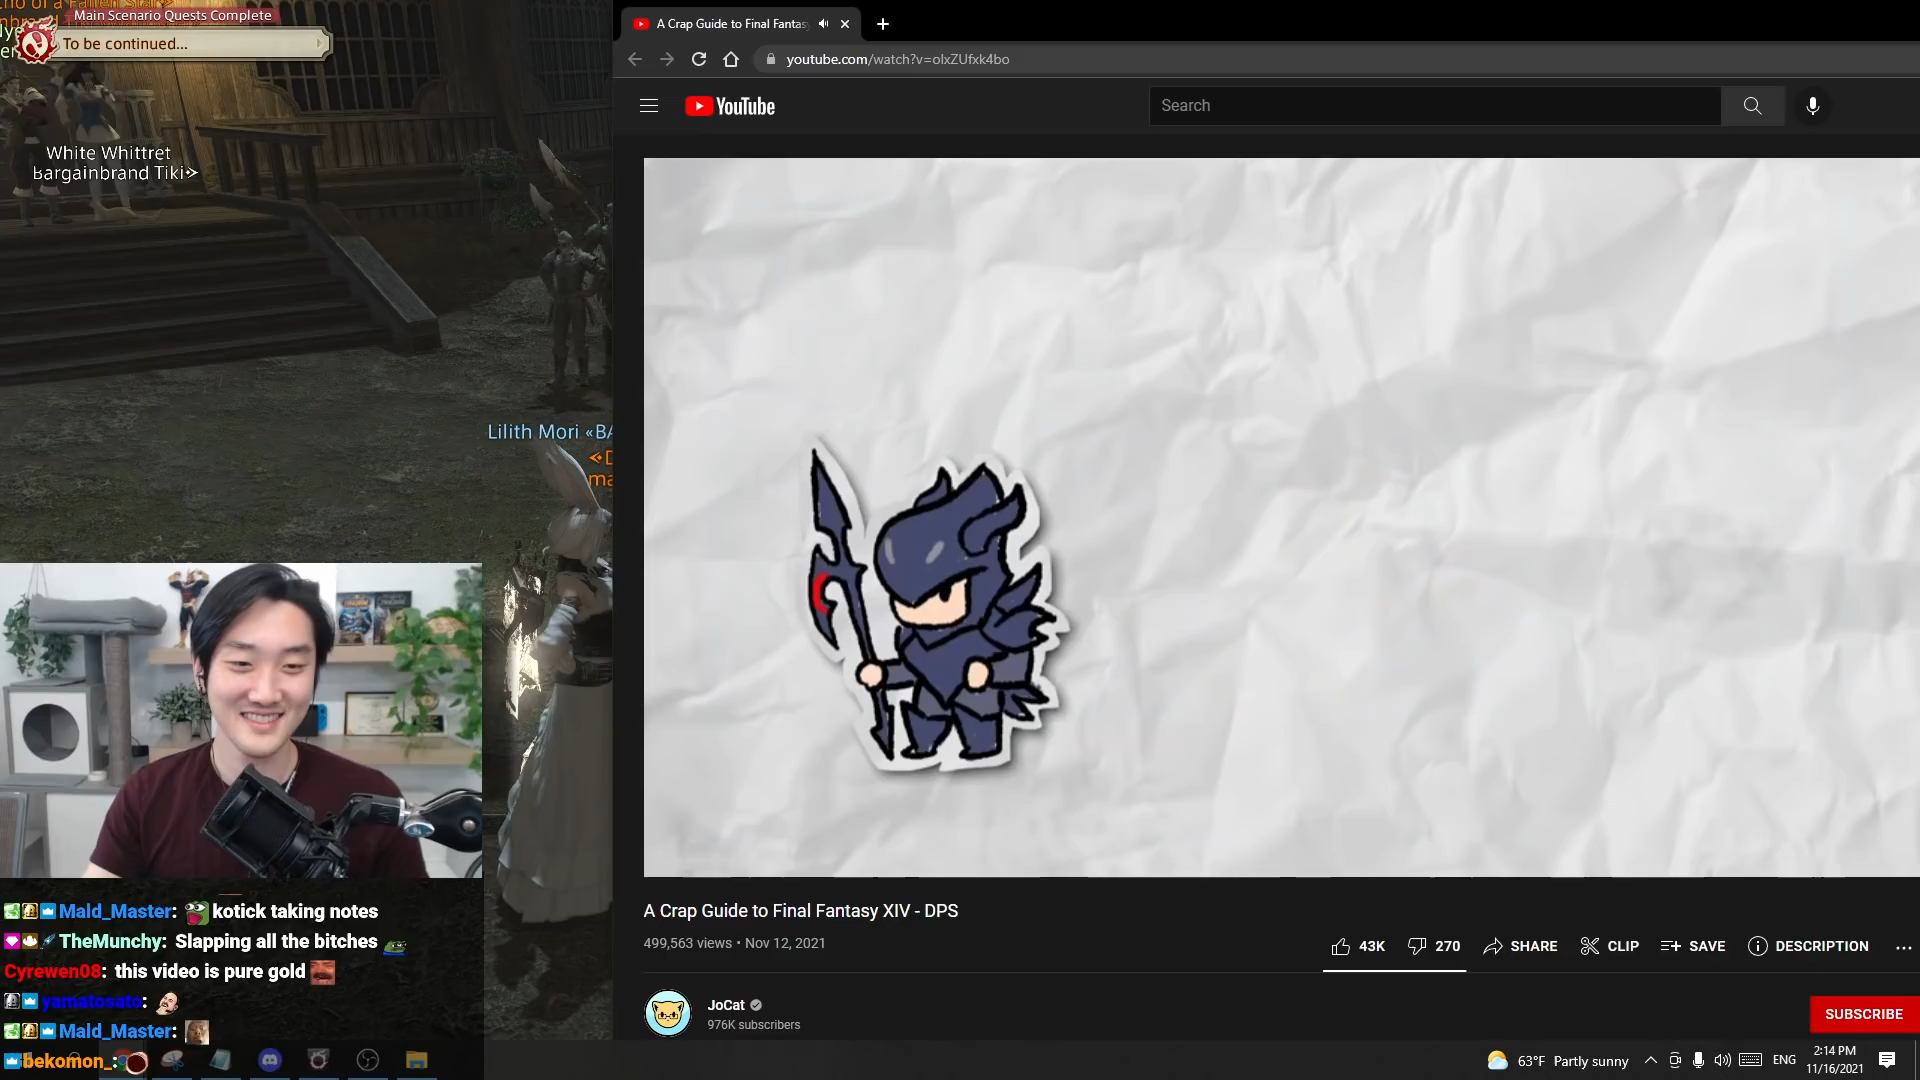 Main Scenario Quests Complete
To be continued...
White Whittret
Bargainbrand Tiki
Lilith Mori «BA
A Crap Guide to Final Fantas
youtube.com/watch?v=olxZUfxk4bo
YouTube
Search
A Crap Guide to Final Fantasy XIV - DPS
499,563 views • Nov 12, 2021
43K
270
SHARE
CLIP
SAVE
DESCRIPTION
JoCat
976K subscribers
SUBSCRIBE
Mald_Master: kotick taking notes
TheMunchy: Slapping all the bitches
Cyrewen08: this video is pure gold
yamatosato:
Mald_Master:
bekomon_:
63°F Partly sunny
ENG
2:14 PM
11/16/2021